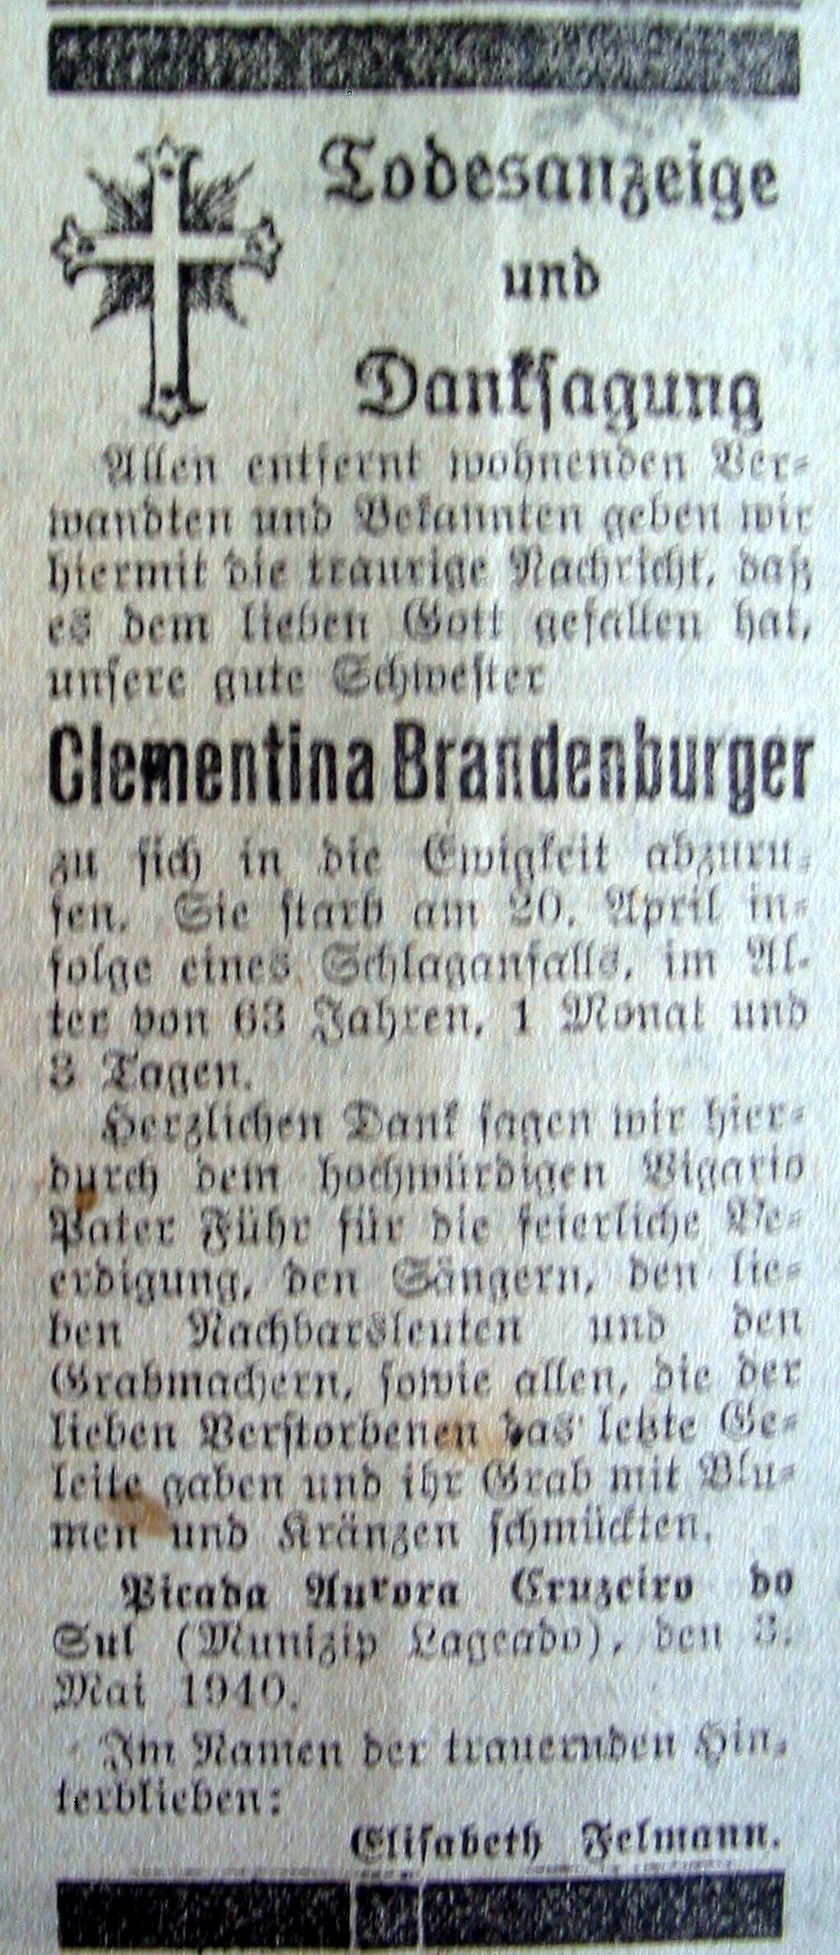 Todesanzeige
und
Danksagung
Allen entfernt wohnenden Ver-
wandten und Bekannten geben wir
hiermit die traurige Nachricht, daß
es dem lieben Gott gefallen hat,
unsere gute Schwester
Clementina Brandenburger
zu sich in die Ewigkeit abzuru-
fen. Sie starb am 20. April in-
folge eines Schlaganfalls, im Al-
ter von 63 Jahren, 1 Monat und
3 Tagen.
Herzlichen Dank sagen wir hier-
durch dem hochwürdigen Vigario
Pater Führ für die feierliche Be-
erdigung, den Sängern, den lie-
ben Nachbarsleuten und den
Grabmachern, sowie allen, die der
lieben Verstorbenen das letzte Ge-
leite gaben und ihr Grab mit Blu-
men und Kränzen schmückten.
Picada Aurora Cruzeiro do
Sul (Munizip Lageado), den 3.
Mai 1940.
Im Namen der trauernden Hin-
terblieben:
Elisabeth Felmann.